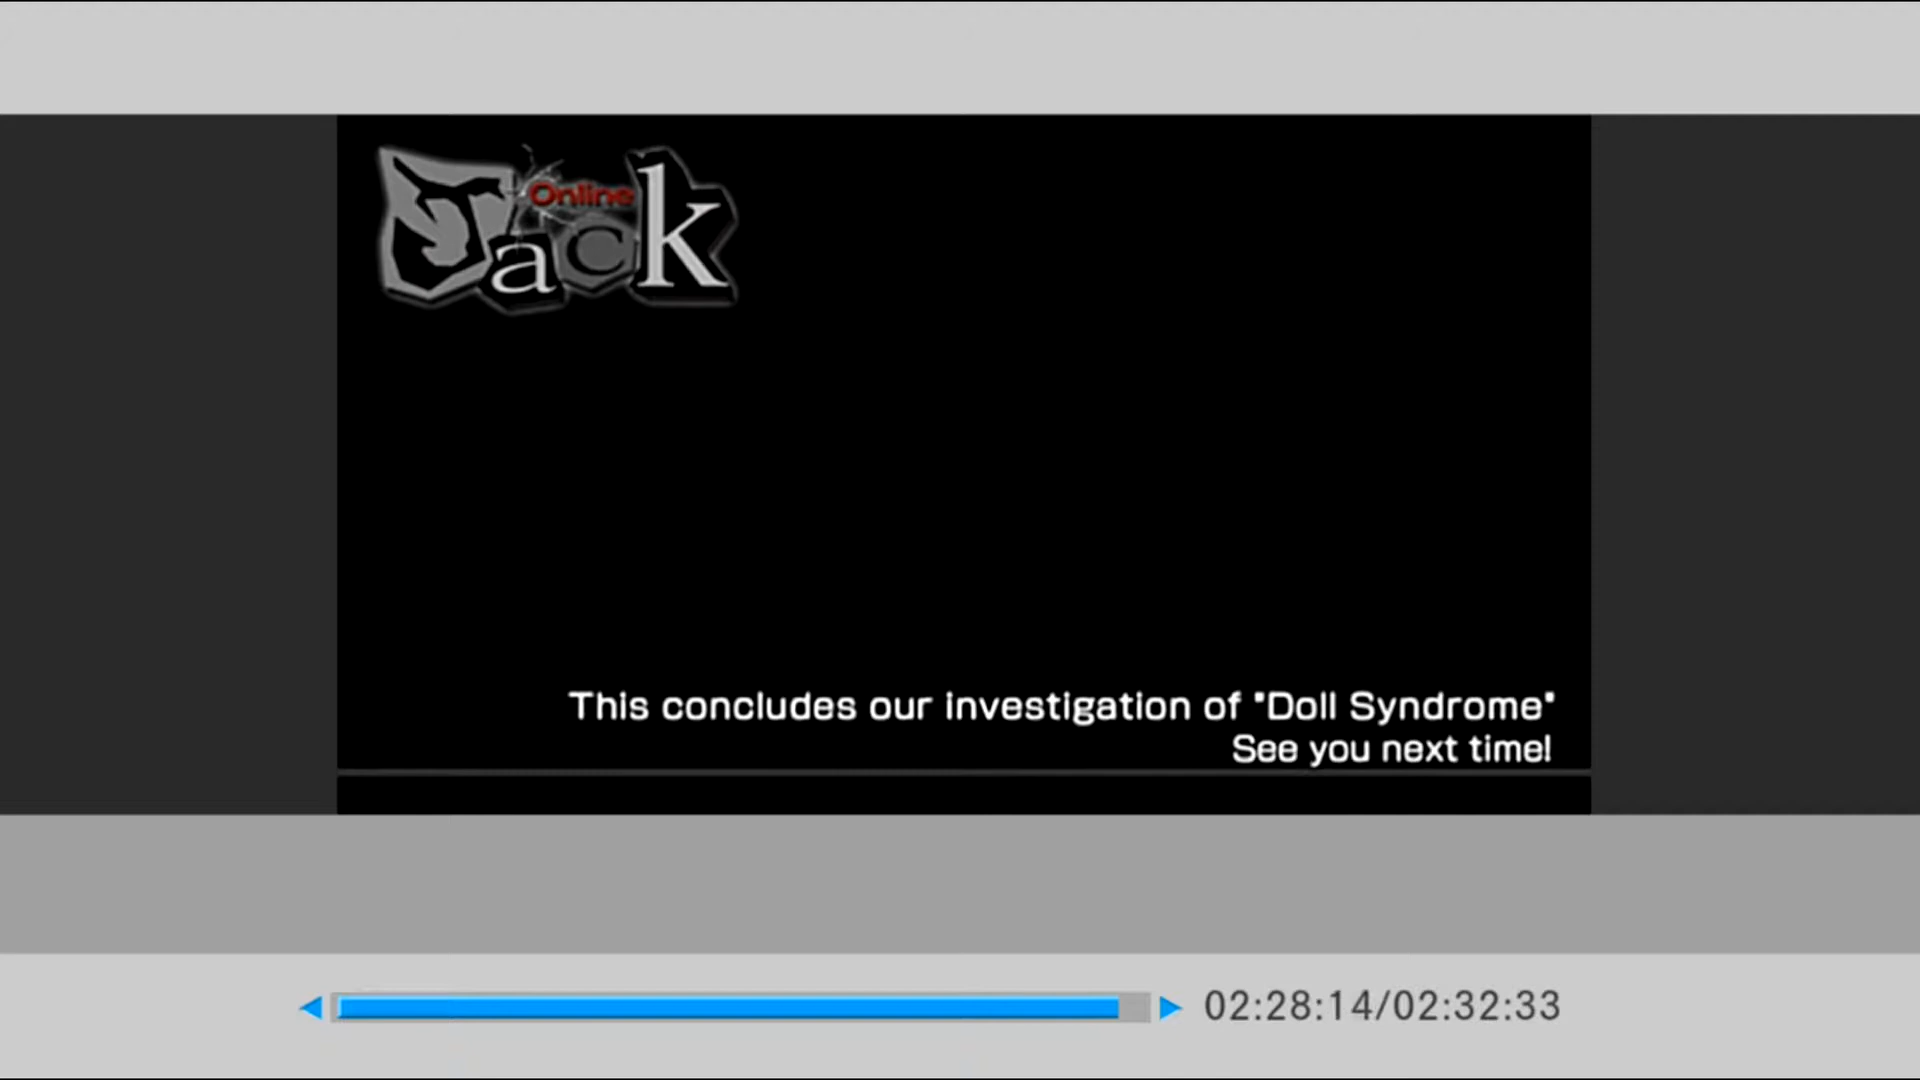 Jack
Online
This concludes our investigation of "Doll Syndrome"
See you next time!
02:28:14/02:32:33